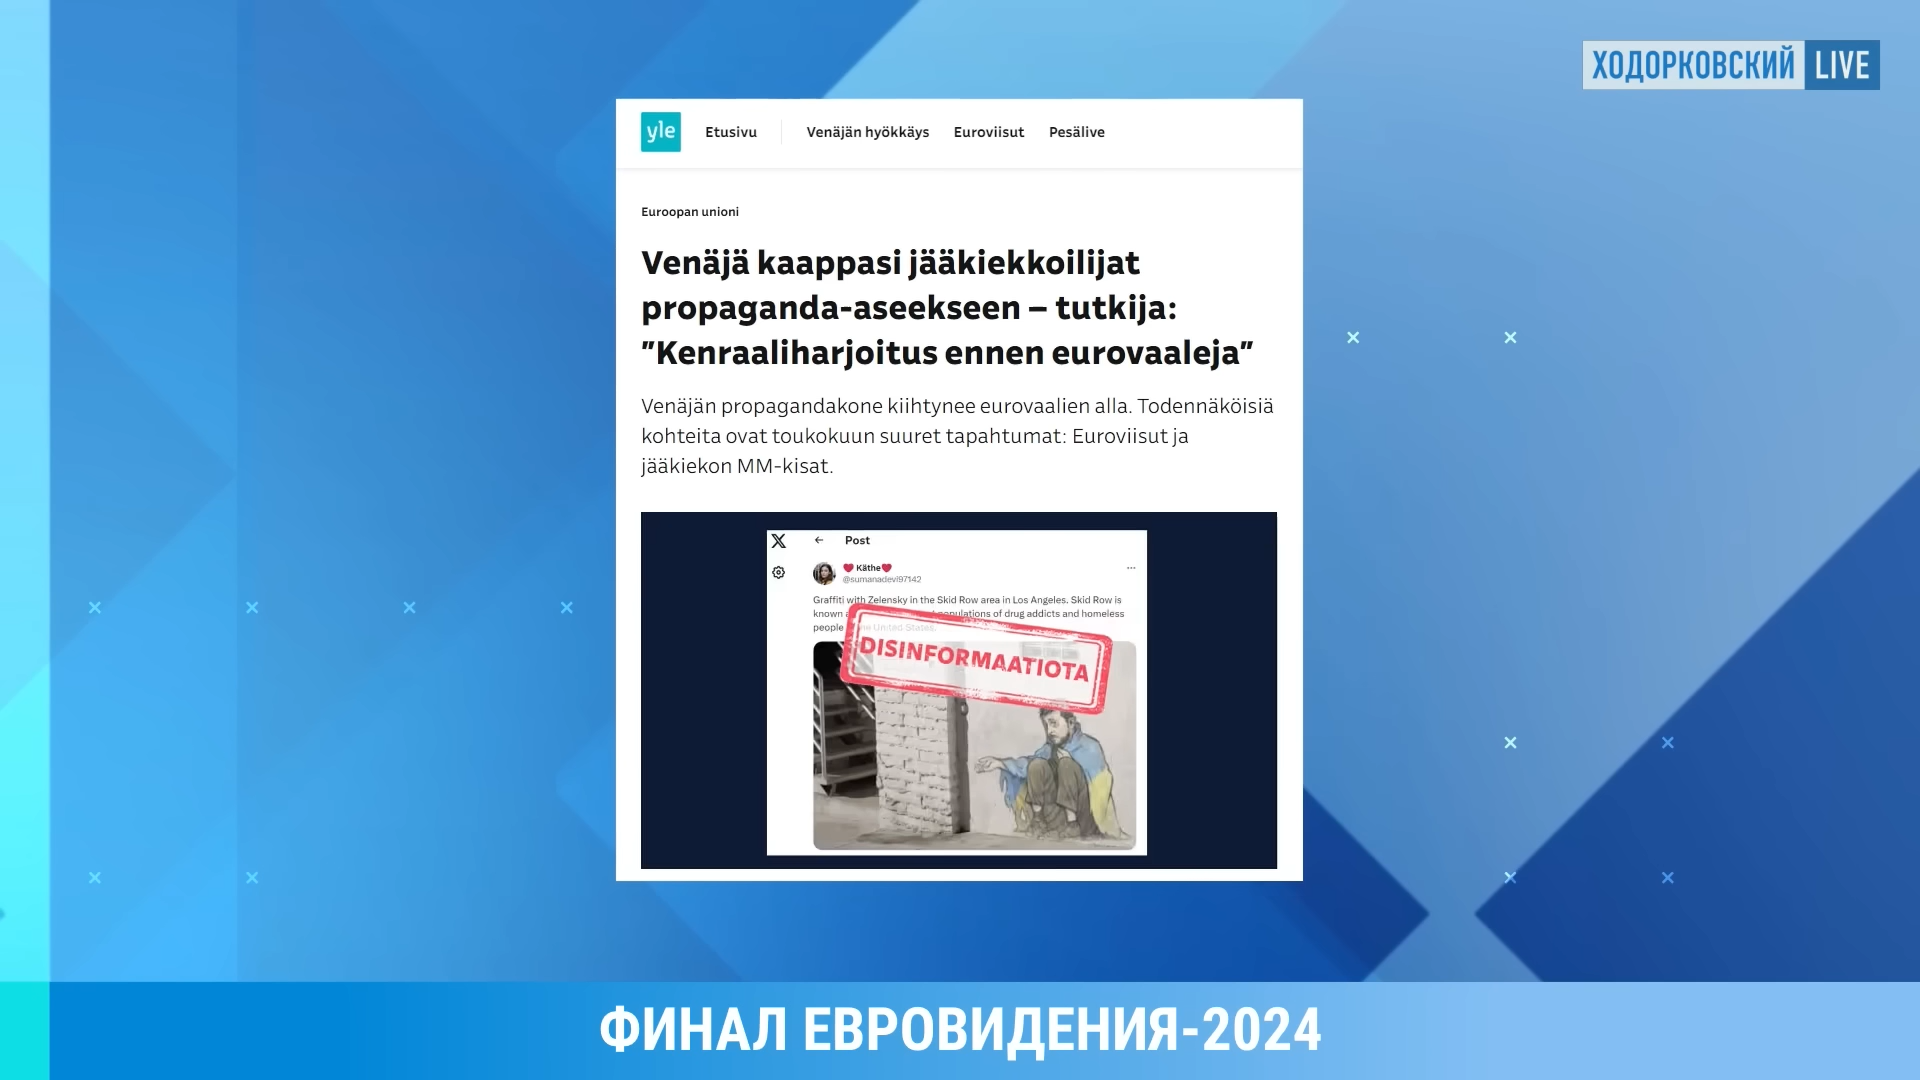 ХОДОРКОВСКИЙ LIVE
yle Etusivu Venäjän hyökkäys Euroviisut Pesälive
Euroopan unioni
Venäjä kaappasi jääkiekkoilijat
propaganda-aseekseen – tutkija:
”Kenraaliharjoitus ennen eurovaaleja”
Venäjän propagandakone kiihtynee eurovaalien alla. Todennäköisiä
kohteita ovat toukokuun suuret tapahtumat: Euroviisut ja
jääkiekon MM-kisat.
X ← Post
Käthe
@sumanadevi97142
Graffiti with Zelensky in the Skid Row area in Los Angeles. Skid Row is
known populations of drug addicts and homeless
people United States.
DISINFORMAATIOTA
ФИНАЛ ЕВРОВИДЕНИЯ-2024